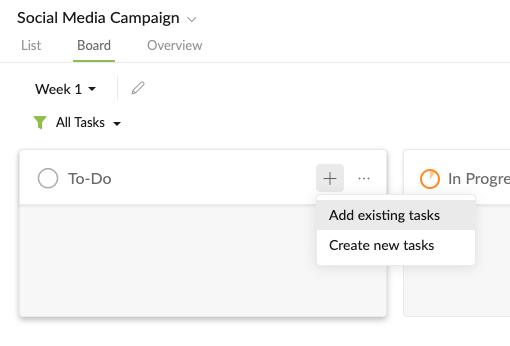 Social Media Campaign
List Board Overview
Week 1
All Tasks
To-Do
In Progre
Add existing tasks
Create new tasks